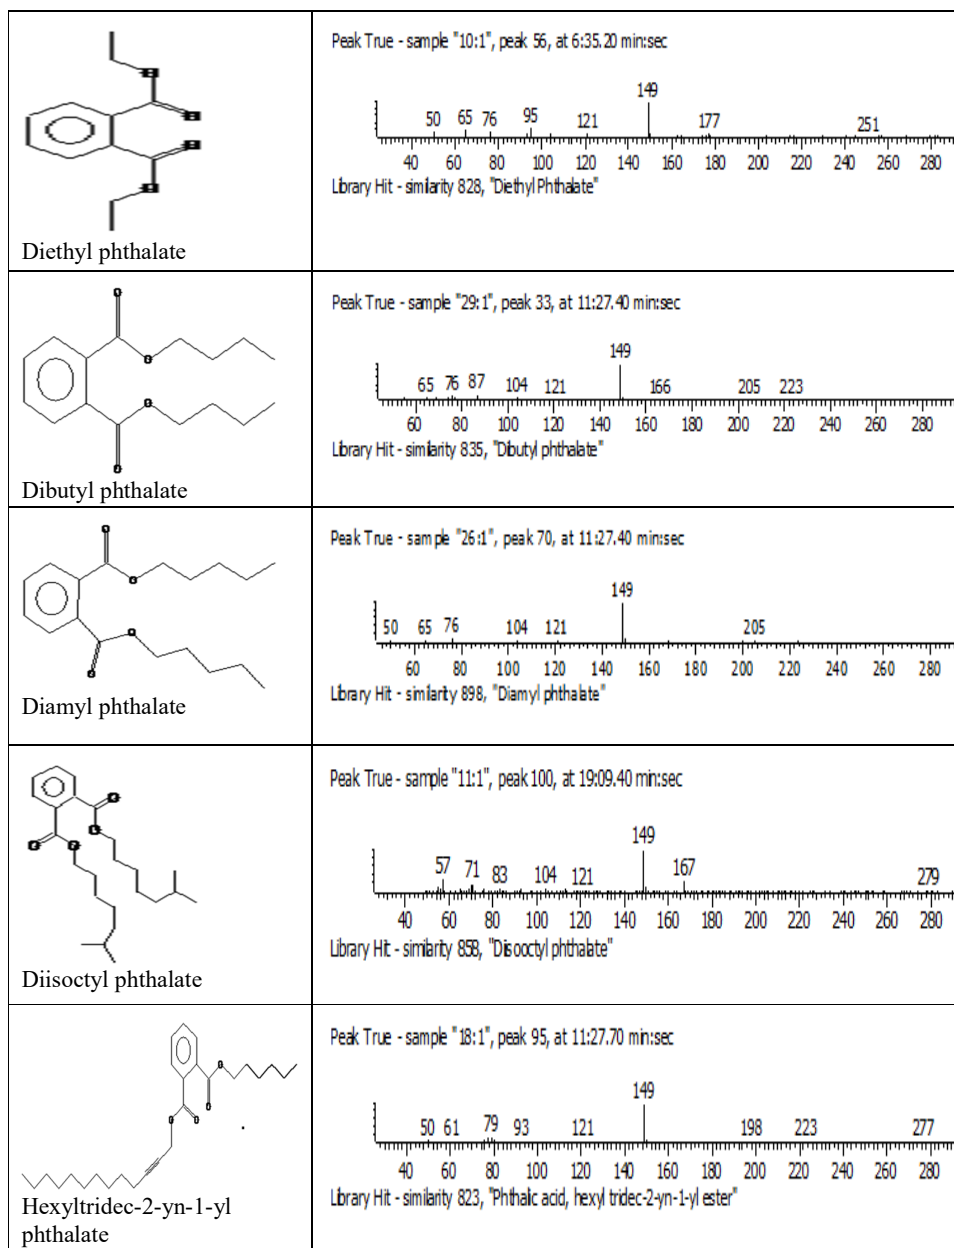 Peak True - sample "10:1", peak 56, at 6:35.20 min:sec
149
50 65 76 95 121 177 251
40 60 80 100 120 140 160 180 200 220 240 260 280
Library Hit - similarity 828, "Diethyl Phthalate"
Diethyl phthalate
Peak True - sample "29:1", peak 33, at 11:27.40 min:sec
149
65 76 87 104 121 166 205 223
60 80 100 120 140 160 180 200 220 240 260 280
Library Hit - similarity 835, "Dibutyl phthalate"
Dibutyl phthalate
Peak True - sample "26:1", peak 70, at 11:27.40 min:sec
149
50 65 76 104 121 205
60 80 100 120 140 160 180 200 220 240 260 280
Library Hit - similarity 898, "Diamyl phthalate"
Diamyl phthalate
Peak True - sample "11:1", peak 100, at 19:09.40 min:sec
149
57 71 83 104 121 167 279
40 60 80 100 120 140 160 180 200 220 240 260 280
Library Hit - similarity 858, "Diisooctyl phthalate"
Diisoctyl phthalate
Peak True - sample "18:1", peak 95, at 11:27.70 min:sec
149
50 61 79 93 121 198 223 277
40 60 80 100 120 140 160 180 200 220 240 260 280
Library Hit - similarity 823, "Phthalic acid, hexyl tridec-2-yn-1-yl ester"
Hexyltridec-2-yn-1-yl
phthalate